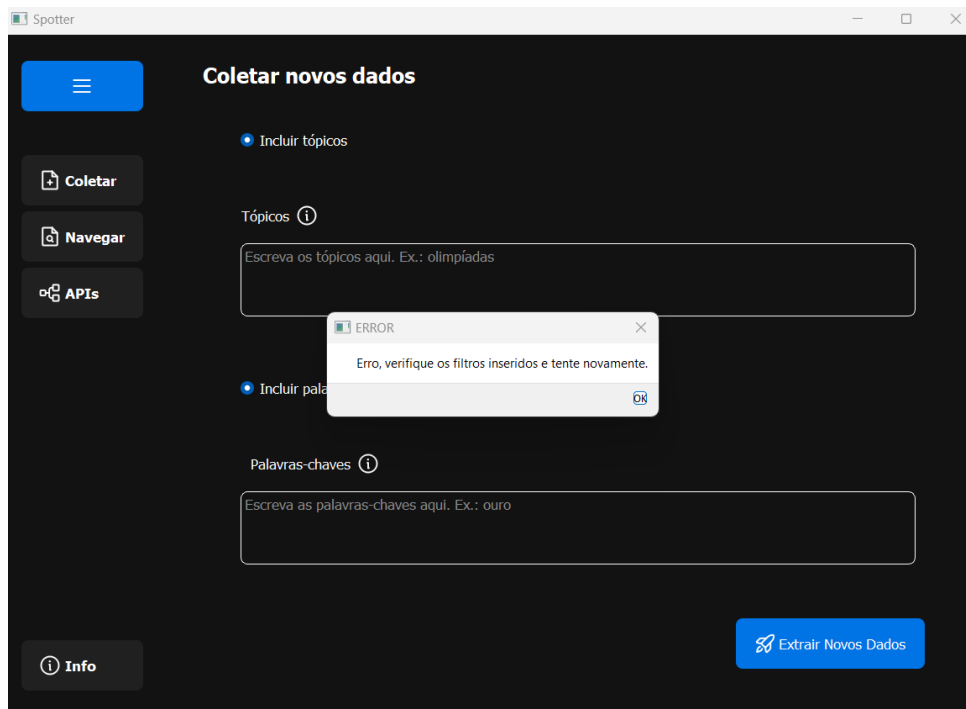 Spotter
Coletar novos dados
Incluir tópicos
Coletar
Tópicos
Navegar
Escreva os tópicos aqui. Ex.: olimpíadas
APIs
ERROR
Erro, verifique os filtros inseridos e tente novamente.
Incluir pala
OK
Palavras-chaves
Escreva as palavras-chaves aqui. Ex.: ouro
Extrair Novos Dados
Info